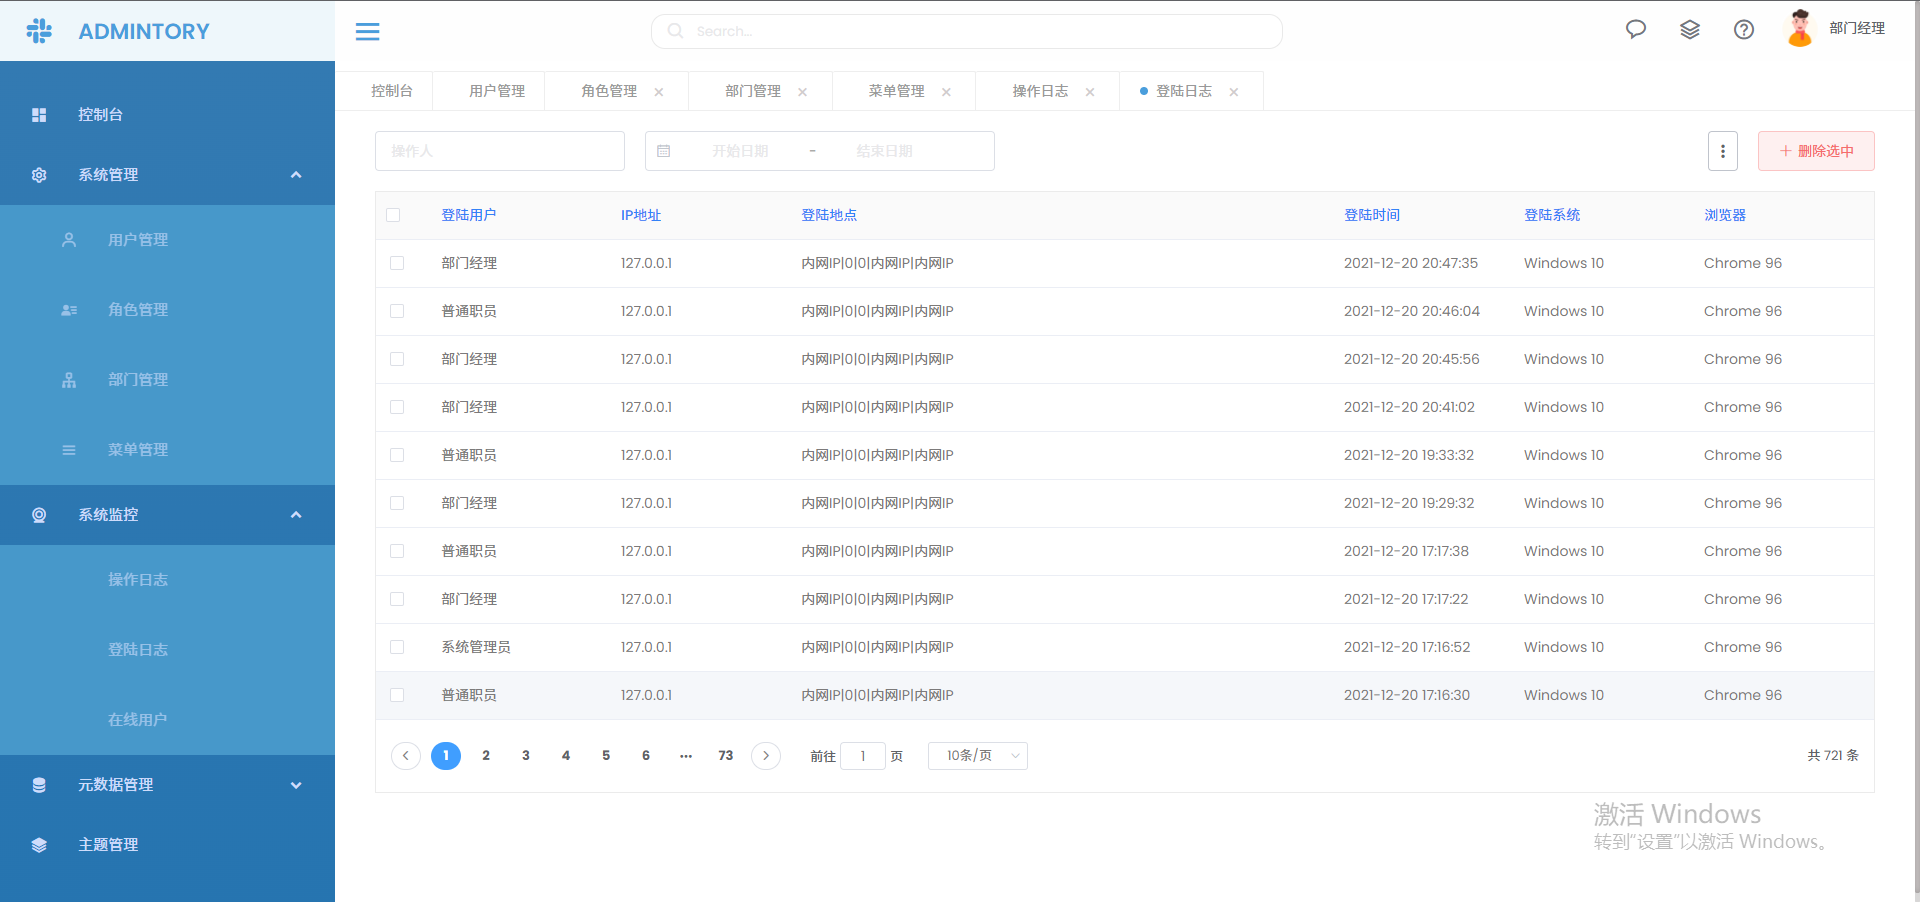 ADMINTORY
Search...
部门经理
控制台 用户管理 角色管理 部门管理 菜单管理 操作日志 登陆日志
控制台
系统管理
用户管理
角色管理
部门管理
菜单管理
系统监控
操作日志
登陆日志
在线用户
元数据管理
主题管理
操作人 开始日期 - 结束日期 删除选中
登陆用户 IP地址 登陆地点 登陆时间 登陆系统 浏览器
部门经理 127.0.0.1 内网IP|0|0|内网IP|内网IP 2021-12-20 20:47:35 Windows 10 Chrome 96
普通职员 127.0.0.1 内网IP|0|0|内网IP|内网IP 2021-12-20 20:46:04 Windows 10 Chrome 96
部门经理 127.0.0.1 内网IP|0|0|内网IP|内网IP 2021-12-20 20:45:56 Windows 10 Chrome 96
部门经理 127.0.0.1 内网IP|0|0|内网IP|内网IP 2021-12-20 20:41:02 Windows 10 Chrome 96
普通职员 127.0.0.1 内网IP|0|0|内网IP|内网IP 2021-12-20 19:33:32 Windows 10 Chrome 96
部门经理 127.0.0.1 内网IP|0|0|内网IP|内网IP 2021-12-20 19:29:32 Windows 10 Chrome 96
普通职员 127.0.0.1 内网IP|0|0|内网IP|内网IP 2021-12-20 17:17:38 Windows 10 Chrome 96
部门经理 127.0.0.1 内网IP|0|0|内网IP|内网IP 2021-12-20 17:17:22 Windows 10 Chrome 96
系统管理员 127.0.0.1 内网IP|0|0|内网IP|内网IP 2021-12-20 17:16:52 Windows 10 Chrome 96
普通职员 127.0.0.1 内网IP|0|0|内网IP|内网IP 2021-12-20 17:16:30 Windows 10 Chrome 96
1 2 3 4 5 6 ... 73 前往 1 页 10条/页 共 721 条
激活 Windows
转到“设置”以激活 Windows。